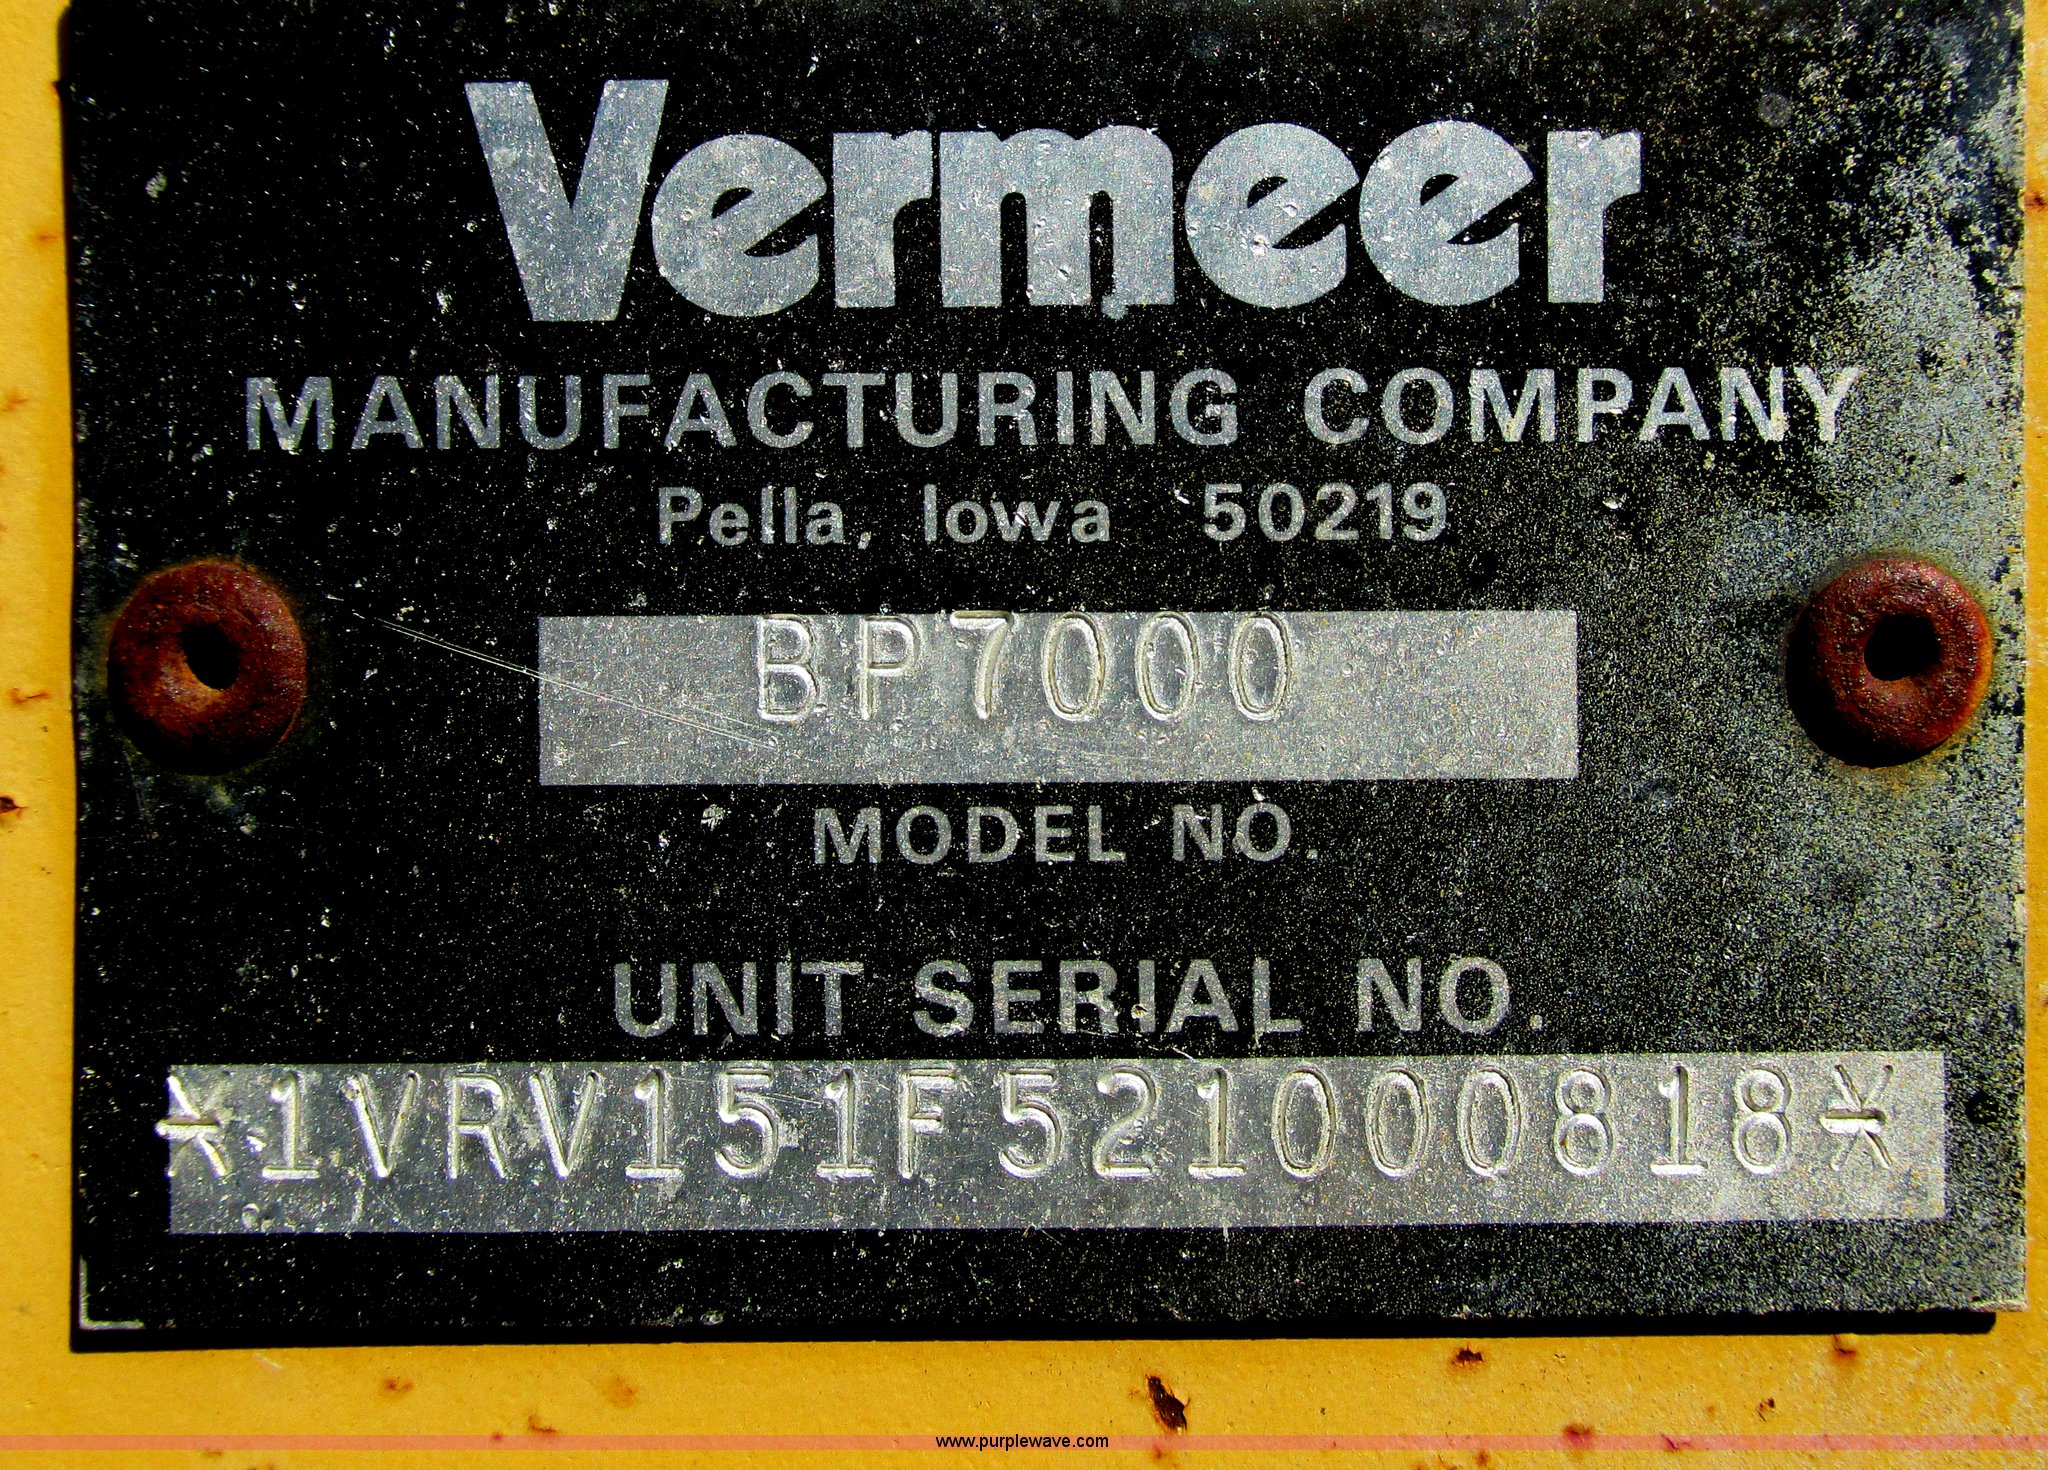 Vermeer
MANUFACTURING COMPANY
Pella, Iowa 50219
BP7000
MODEL NO.
UNIT SERIAL NO.
*1VRV151F521000818*
www.purplewave.com